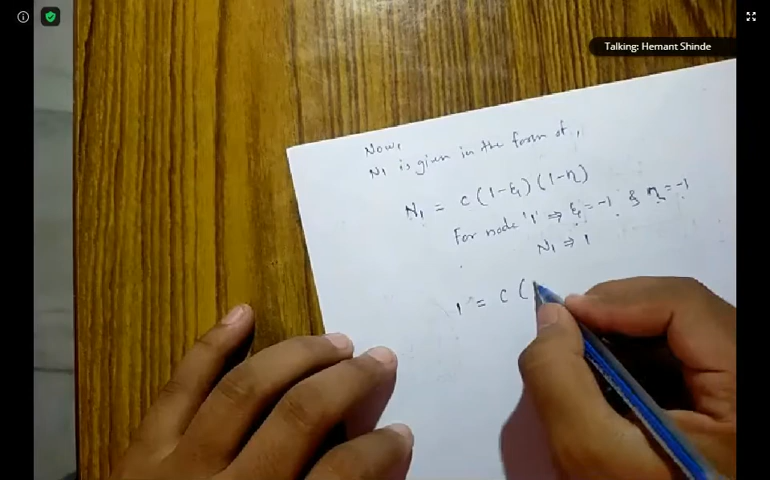 Talking: Hemant Shinde
Now,
N₁ is given in the form of,
N₁ = c (1-ξ) (1-η)
For node '1' ⇒ ξ = -1 & η = -1
N₁ ⇒ 1
1 = c (1